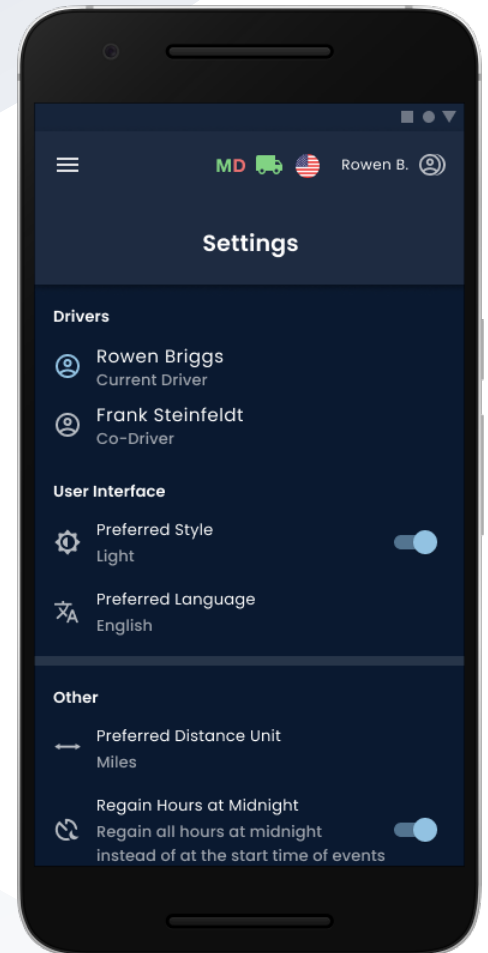 MD
Rowen B.
Settings
Drivers
Rowen Briggs
Current Driver
Frank Steinfeldt
Co-Driver
User Interface
Preferred Style
Light
Preferred Language
English
Other
Preferred Distance Unit
Miles
Regain Hours at Midnight
Regain all hours at midnight
instead of at the start time of events